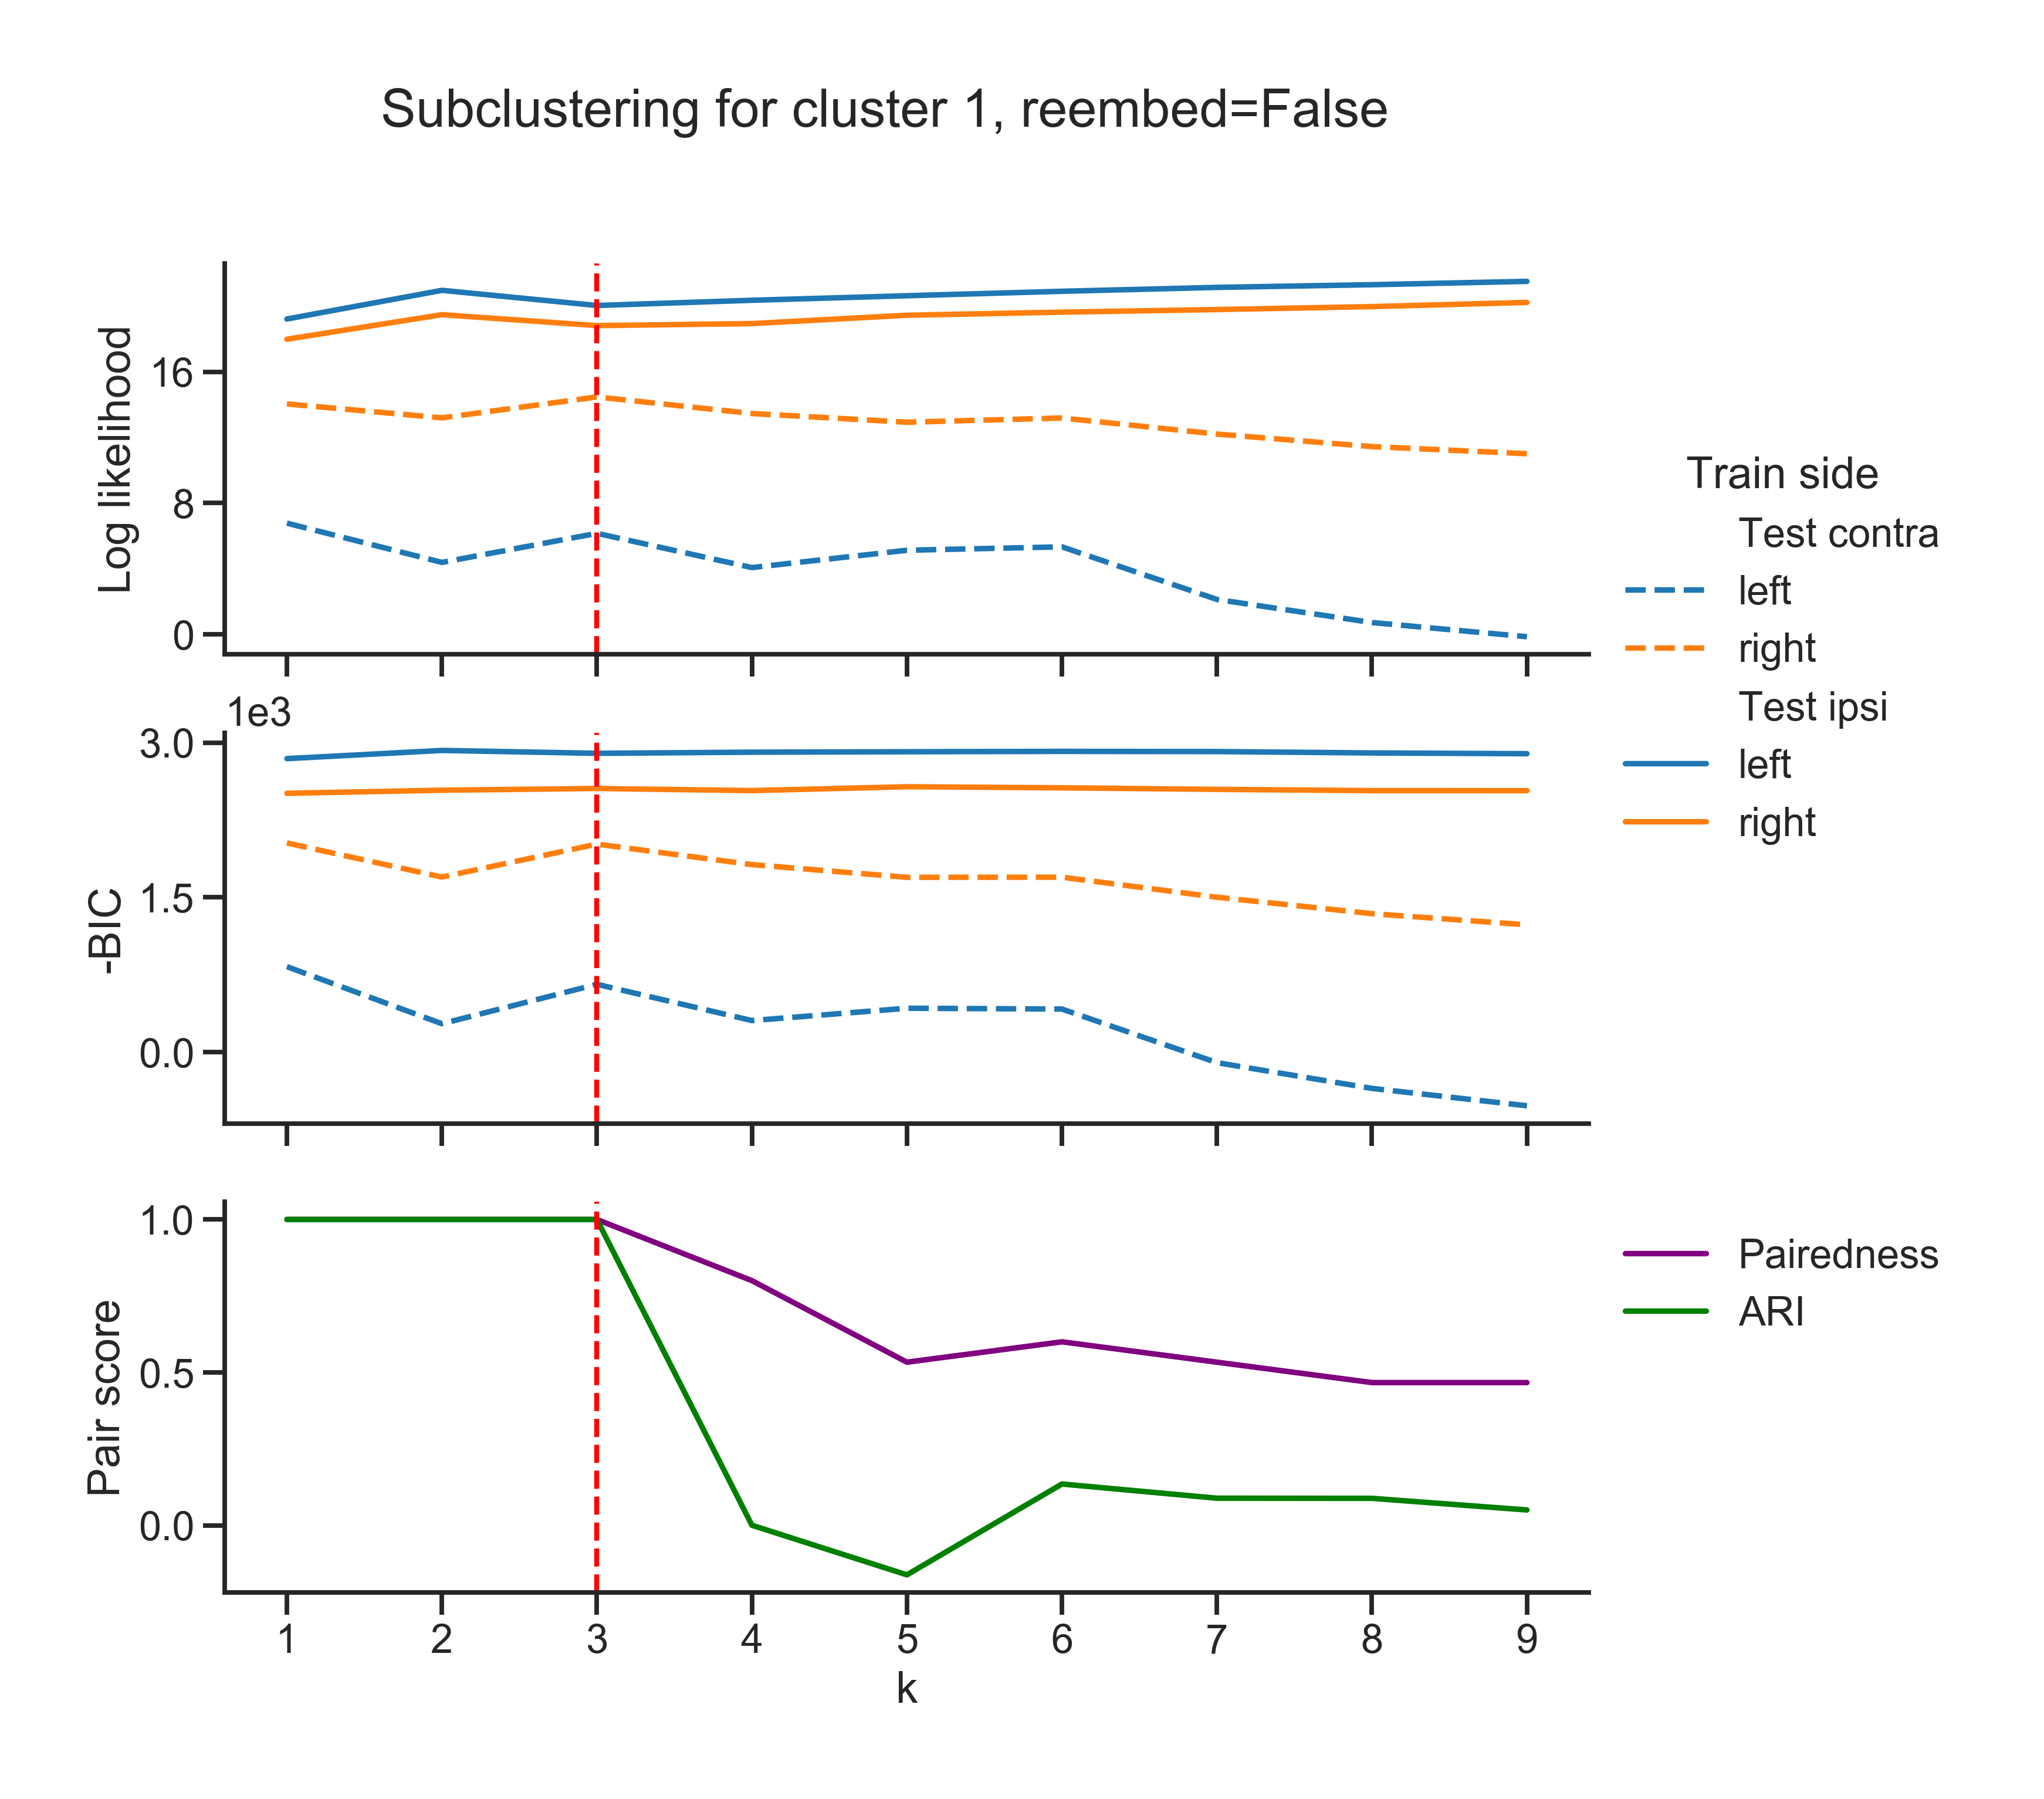 Subclustering for cluster 1, reembed=False
Log likelihood
16
8
0
Train side
Test contra
left
right
Test ipsi
left
right
1e3
-BIC
3.0
1.5
0.0
Pair score
1.0
0.5
0.0
Pairedness
ARI
1 2 3 4 5 6 7 8 9
k